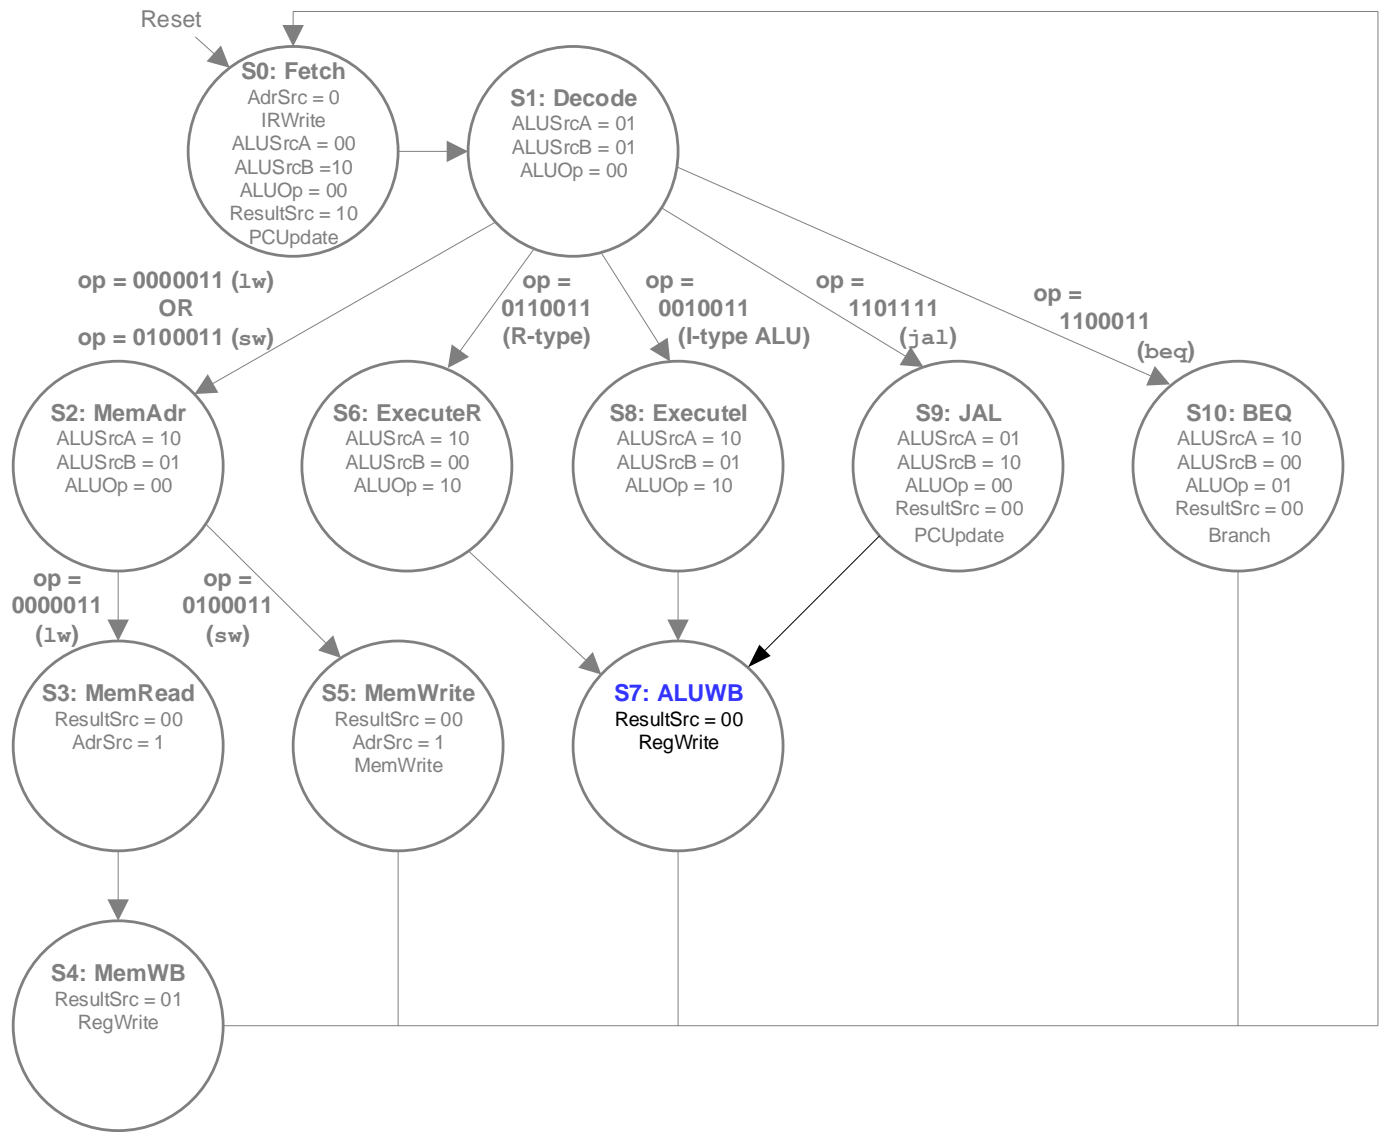 Reset
S0: Fetch
AdrSrc = 0
IRWrite
ALUSrcA = 00
ALUSrcB =10
ALUOp = 00
ResultSrc = 10
PCUpdate
S1: Decode
ALUSrcA = 01
ALUSrcB = 01
ALUOp = 00
op = 0000011 (lw)
OR
op = 0100011 (sw)
op =
0110011
(R-type)
op =
0010011
(I-type ALU)
op =
1101111
(jal)
op =
1100011
(beq)
S2: MemAdr
ALUSrcA = 10
ALUSrcB = 01
ALUOp = 00
S6: ExecuteR
ALUSrcA = 10
ALUSrcB = 00
ALUOp = 10
S8: ExecuteI
ALUSrcA = 10
ALUSrcB = 01
ALUOp = 10
S9: JAL
ALUSrcA = 01
ALUSrcB = 10
ALUOp = 00
ResultSrc = 00
PCUpdate
S10: BEQ
ALUSrcA = 10
ALUSrcB = 00
ALUOp = 01
ResultSrc = 00
Branch
op =
0000011
(lw)
op =
0100011
(sw)
S3: MemRead
ResultSrc = 00
AdrSrc = 1
S5: MemWrite
ResultSrc = 00
AdrSrc = 1
MemWrite
S7: ALUWB
ResultSrc = 00
RegWrite
S4: MemWB
ResultSrc = 01
RegWrite